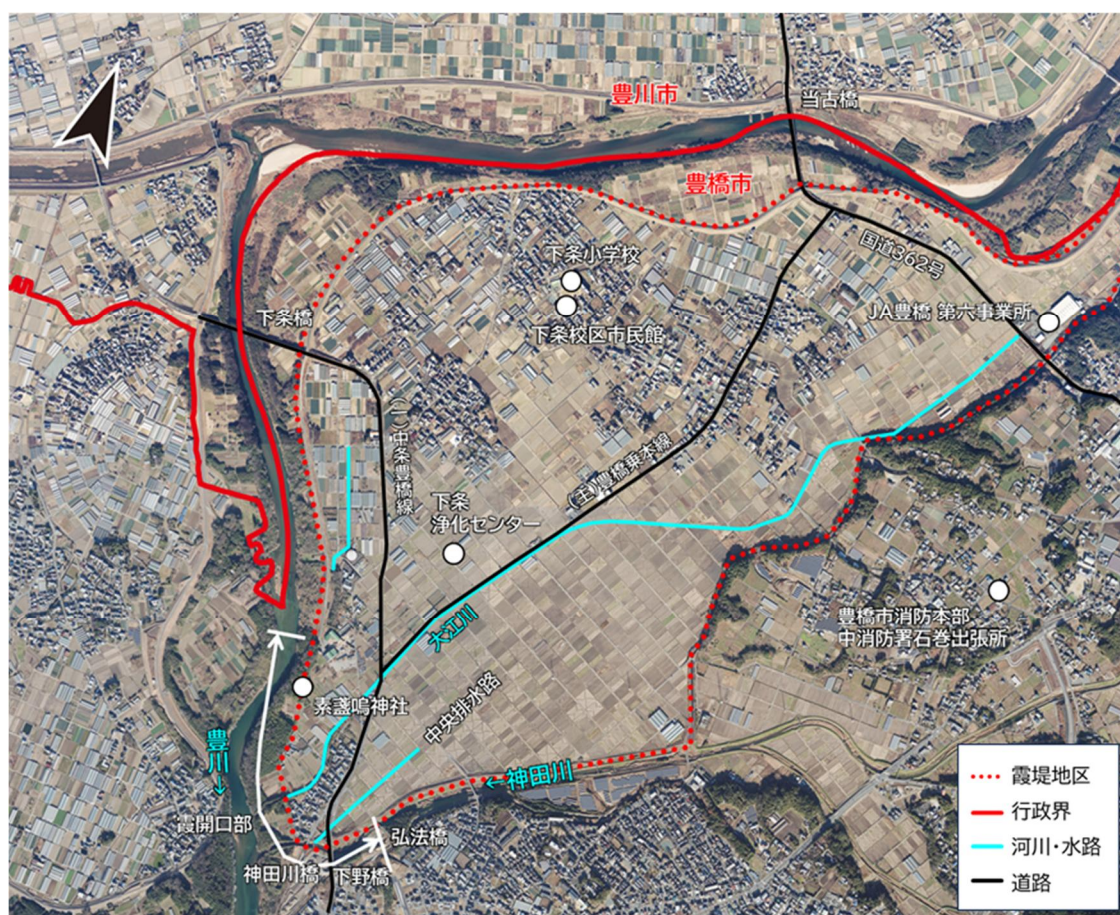 豊川市
当古橋
豊橋市
国道362号
下条小学校
下条校区市民館
JA豊橋 第六事業所
下条橋
(一)中条豊橋線
(主)豊橋乗本線
下条
浄化センター
大江川
豊橋市消防本部
中消防署石巻出張所
素盞嗚神社
中央排水路
豊川
←
←神田川
霞開口部
弘法橋
神田川橋
下野橋
霞堤地区
行政界
河川・水路
道路